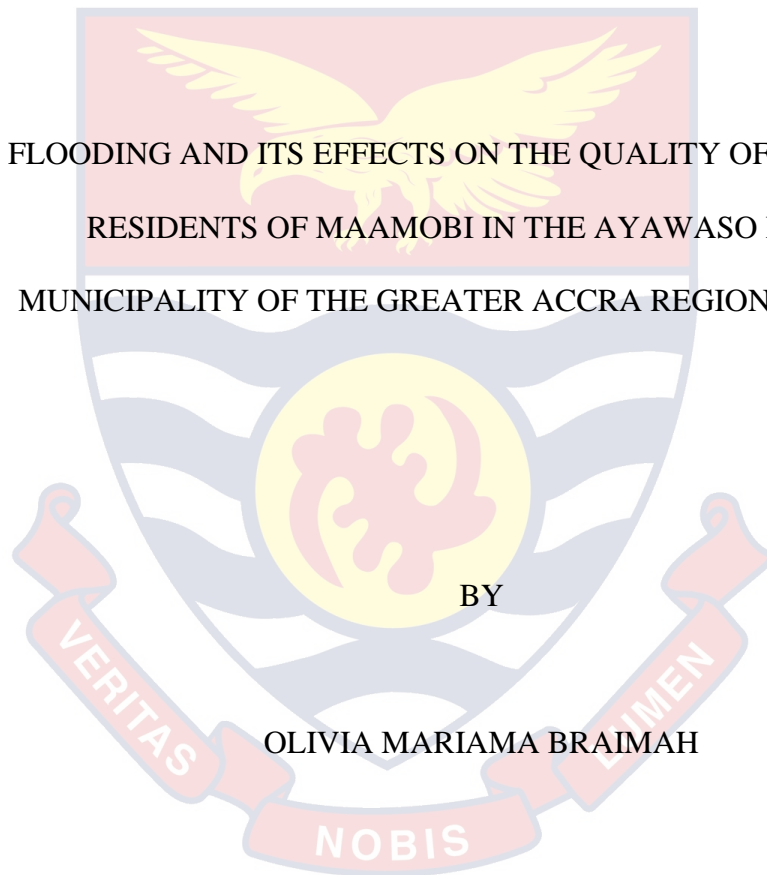 FLOODING AND ITS EFFECTS ON THE QUALITY OF
RESIDENTS OF MAAMOBI IN THE AYAWASO
MUNICIPALITY OF THE GREATER ACCRA REGION
BY
OLIVIA MARIAMA BRAIMAH
VERITAS
NOBIS
LUMEN